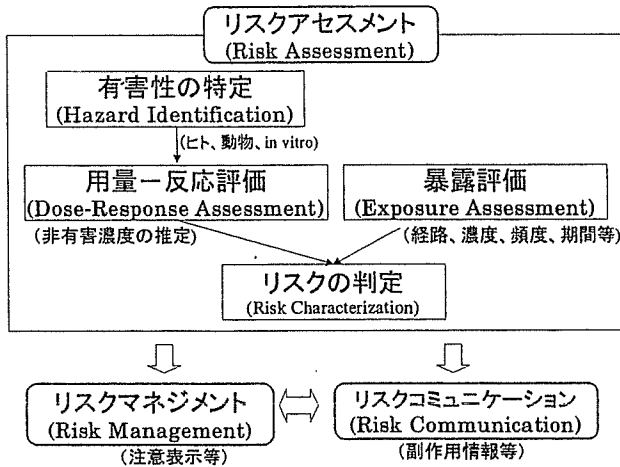 リスクアセスメント
(Risk Assessment)
有害性の特定
(Hazard Identification)
(ヒト、動物、in vitro)
用量ー反応評価
(Dose-Response Assessment)
(非有害濃度の推定)
暴露評価
(Exposure Assessment)
(経路、濃度、頻度、期間等)
リスクの判定
(Risk Characterization)
リスクマネジメント
(Risk Management)
(注意表示等)
リスクコミュニケーション
(Risk Communication)
(副作用情報等)